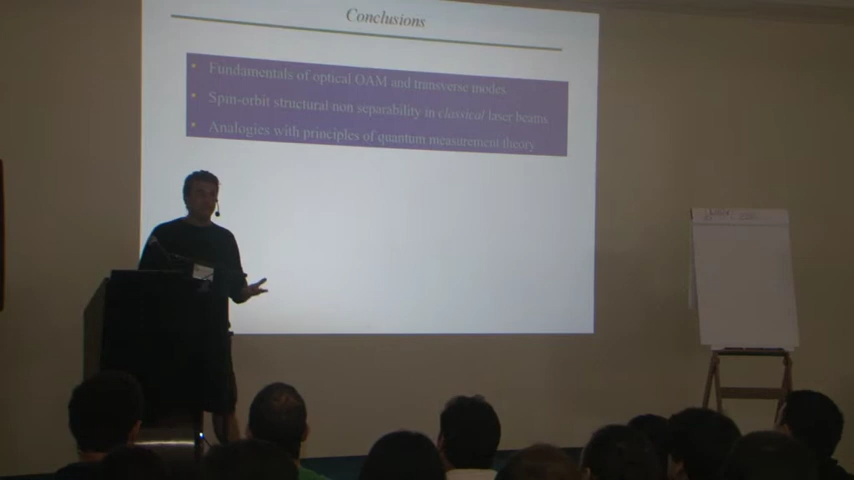 Conclusions
Fundamentals of optical OAM and transverse modes
Spin-orbit structural non separability in classical laser beams
Analogies with principles of quantum measurement theory